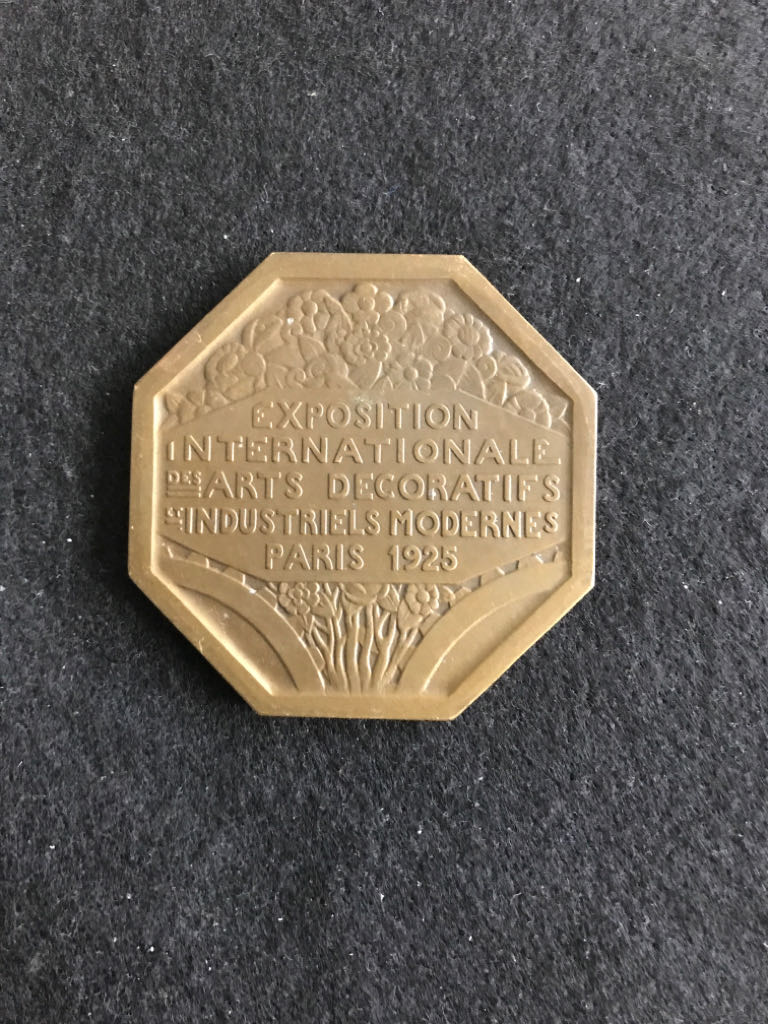 EXPOSITION
INTERNATIONALE
DES ARTS DECORATIFS
ET INDUSTRIELS MODERNES
PARIS 1925